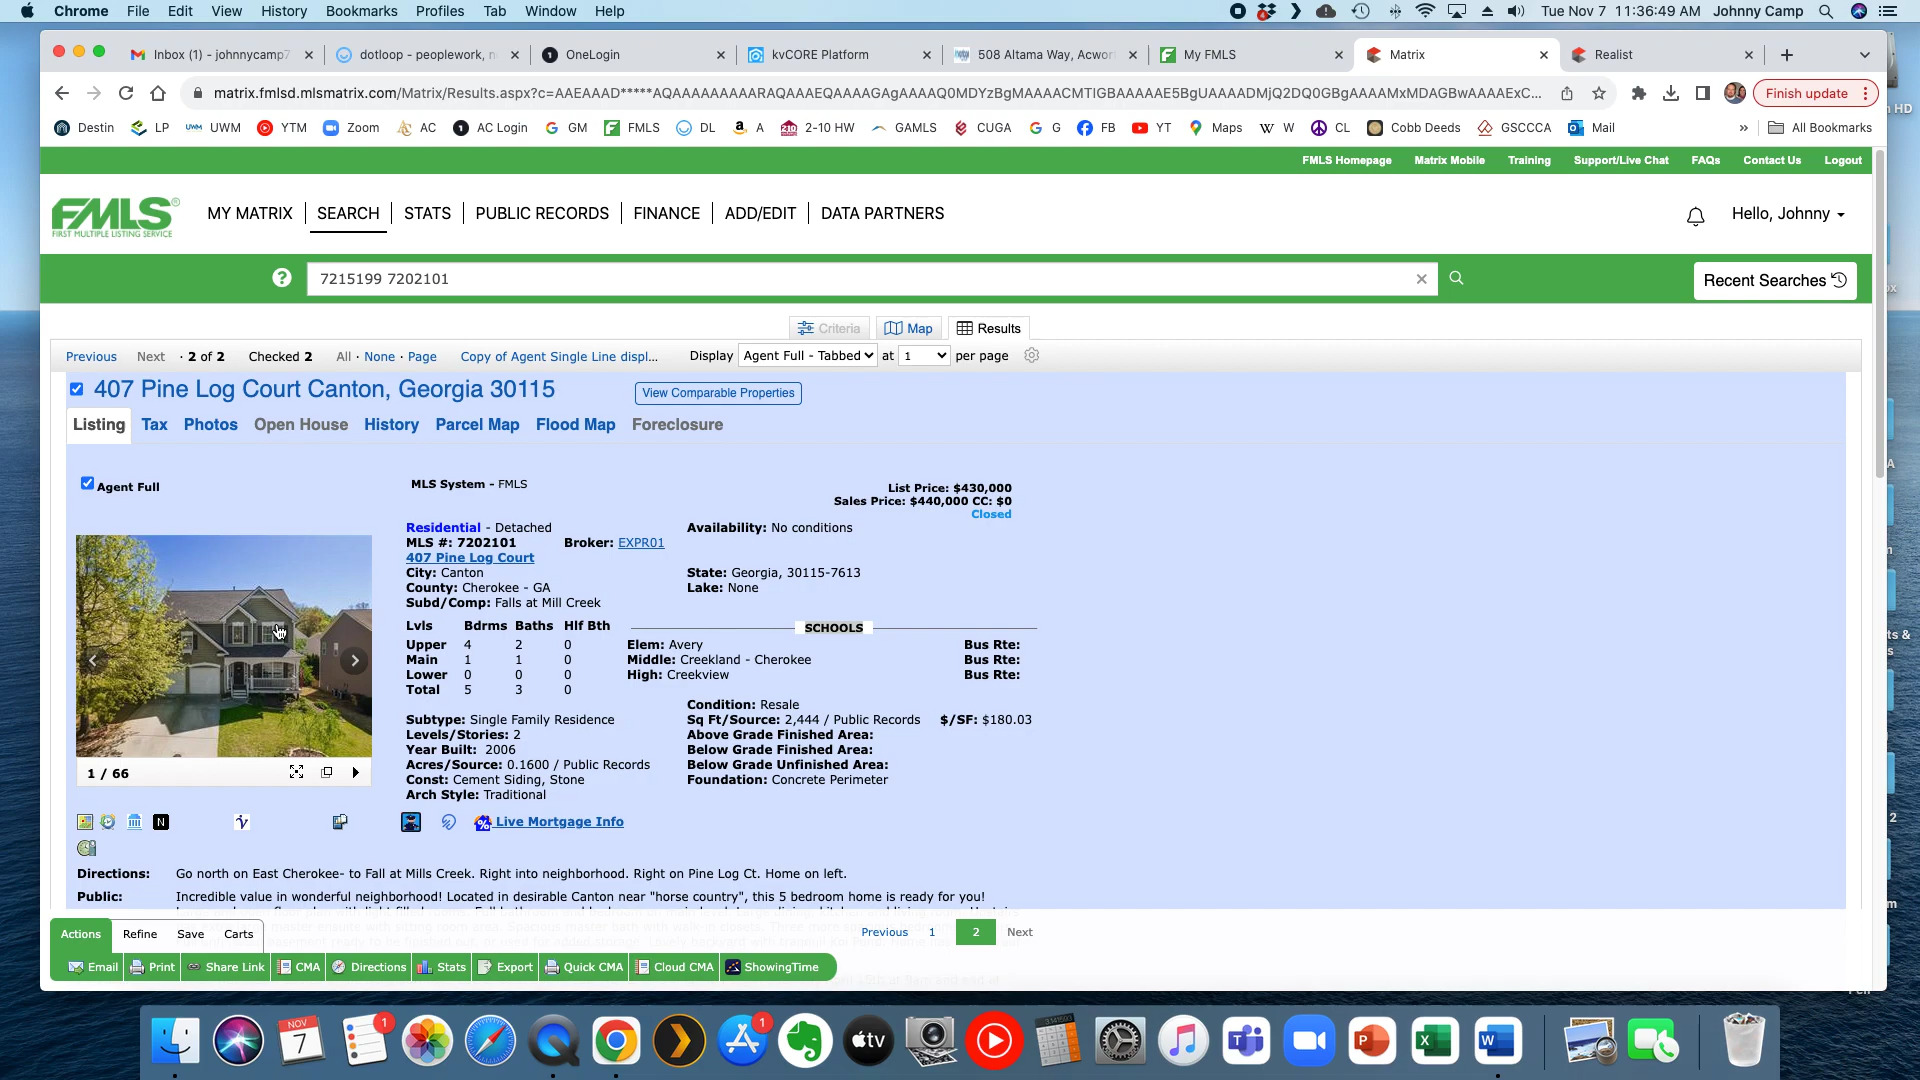 Chrome File Edit View History Bookmarks Profiles Tab Window Help Tue Nov 7 11:36:49 AM Johnny Camp
Inbox (1) - johnnycamp7 dotloop - peoplework, n OneLogin kvCORE Platform 508 Altama Way, Acwor My FMLS Matrix Realist
matrix.fmlsd.mlsmatrix.com/Matrix/Results.aspx?c=AAEAAAD*****AQAAAAAAAAARAQAAAEQAAAAGAgAAAAQ0MDYzBgMAAAACMTIGBAAAAAE5BgUAAAADMjQ2DQ0GBgAAAAMxMDAGBwAAAAExC... Finish update
Destin LP UWM YTM Zoom AC AC Login GM FMLS DL A 2-10 HW GAMLS CUGA G FB YT Maps W CL Cobb Deeds GSCCCA Mail » All Bookmarks
FMLS Homepage Matrix Mobile Training Support/Live Chat FAQs Contact Us Logout
FMLS
FIRST MULTIPLE LISTING SERVICE
MY MATRIX SEARCH STATS PUBLIC RECORDS FINANCE ADD/EDIT DATA PARTNERS Hello, Johnny
7215199 7202101 Recent Searches
Criteria Map Results
Previous Next · 2 of 2 Checked 2 All · None · Page Copy of Agent Single Line displ... Display Agent Full - Tabbed at 1 per page
407 Pine Log Court Canton, Georgia 30115 View Comparable Properties
Listing Tax Photos Open House History Parcel Map Flood Map Foreclosure
Agent Full MLS System - FMLS List Price: $430,000
Sales Price: $440,000 CC: $0
Closed
Residential - Detached Availability: No conditions
MLS #: 7202101 Broker: EXPR01
407 Pine Log Court
City: Canton State: Georgia, 30115-7613
County: Cherokee - GA Lake: None
Subd/Comp: Falls at Mill Creek
Lvls Bdrms Baths Hlf Bth SCHOOLS
Upper 4 2 0 Elem: Avery Bus Rte:
Main 1 1 0 Middle: Creekland - Cherokee Bus Rte:
Lower 0 0 0 High: Creekview Bus Rte:
Total 5 3 0
Condition: Resale
Subtype: Single Family Residence Sq Ft/Source: 2,444 / Public Records $/SF: $180.03
Levels/Stories: 2 Above Grade Finished Area:
Year Built: 2006 Below Grade Finished Area:
Acres/Source: 0.1600 / Public Records Below Grade Unfinished Area:
Const: Cement Siding, Stone Foundation: Concrete Perimeter
Arch Style: Traditional
1 / 66
Live Mortgage Info
Directions: Go north on East Cherokee- to Fall at Mills Creek. Right into neighborhood. Right on Pine Log Ct. Home on left.
Public: Incredible value in wonderful neighborhood! Located in desirable Canton near "horse country", this 5 bedroom home is ready for you!
Actions Refine Save Carts Previous 1 2 Next
Email Print Share Link CMA Directions Stats Export Quick CMA Cloud CMA ShowingTime